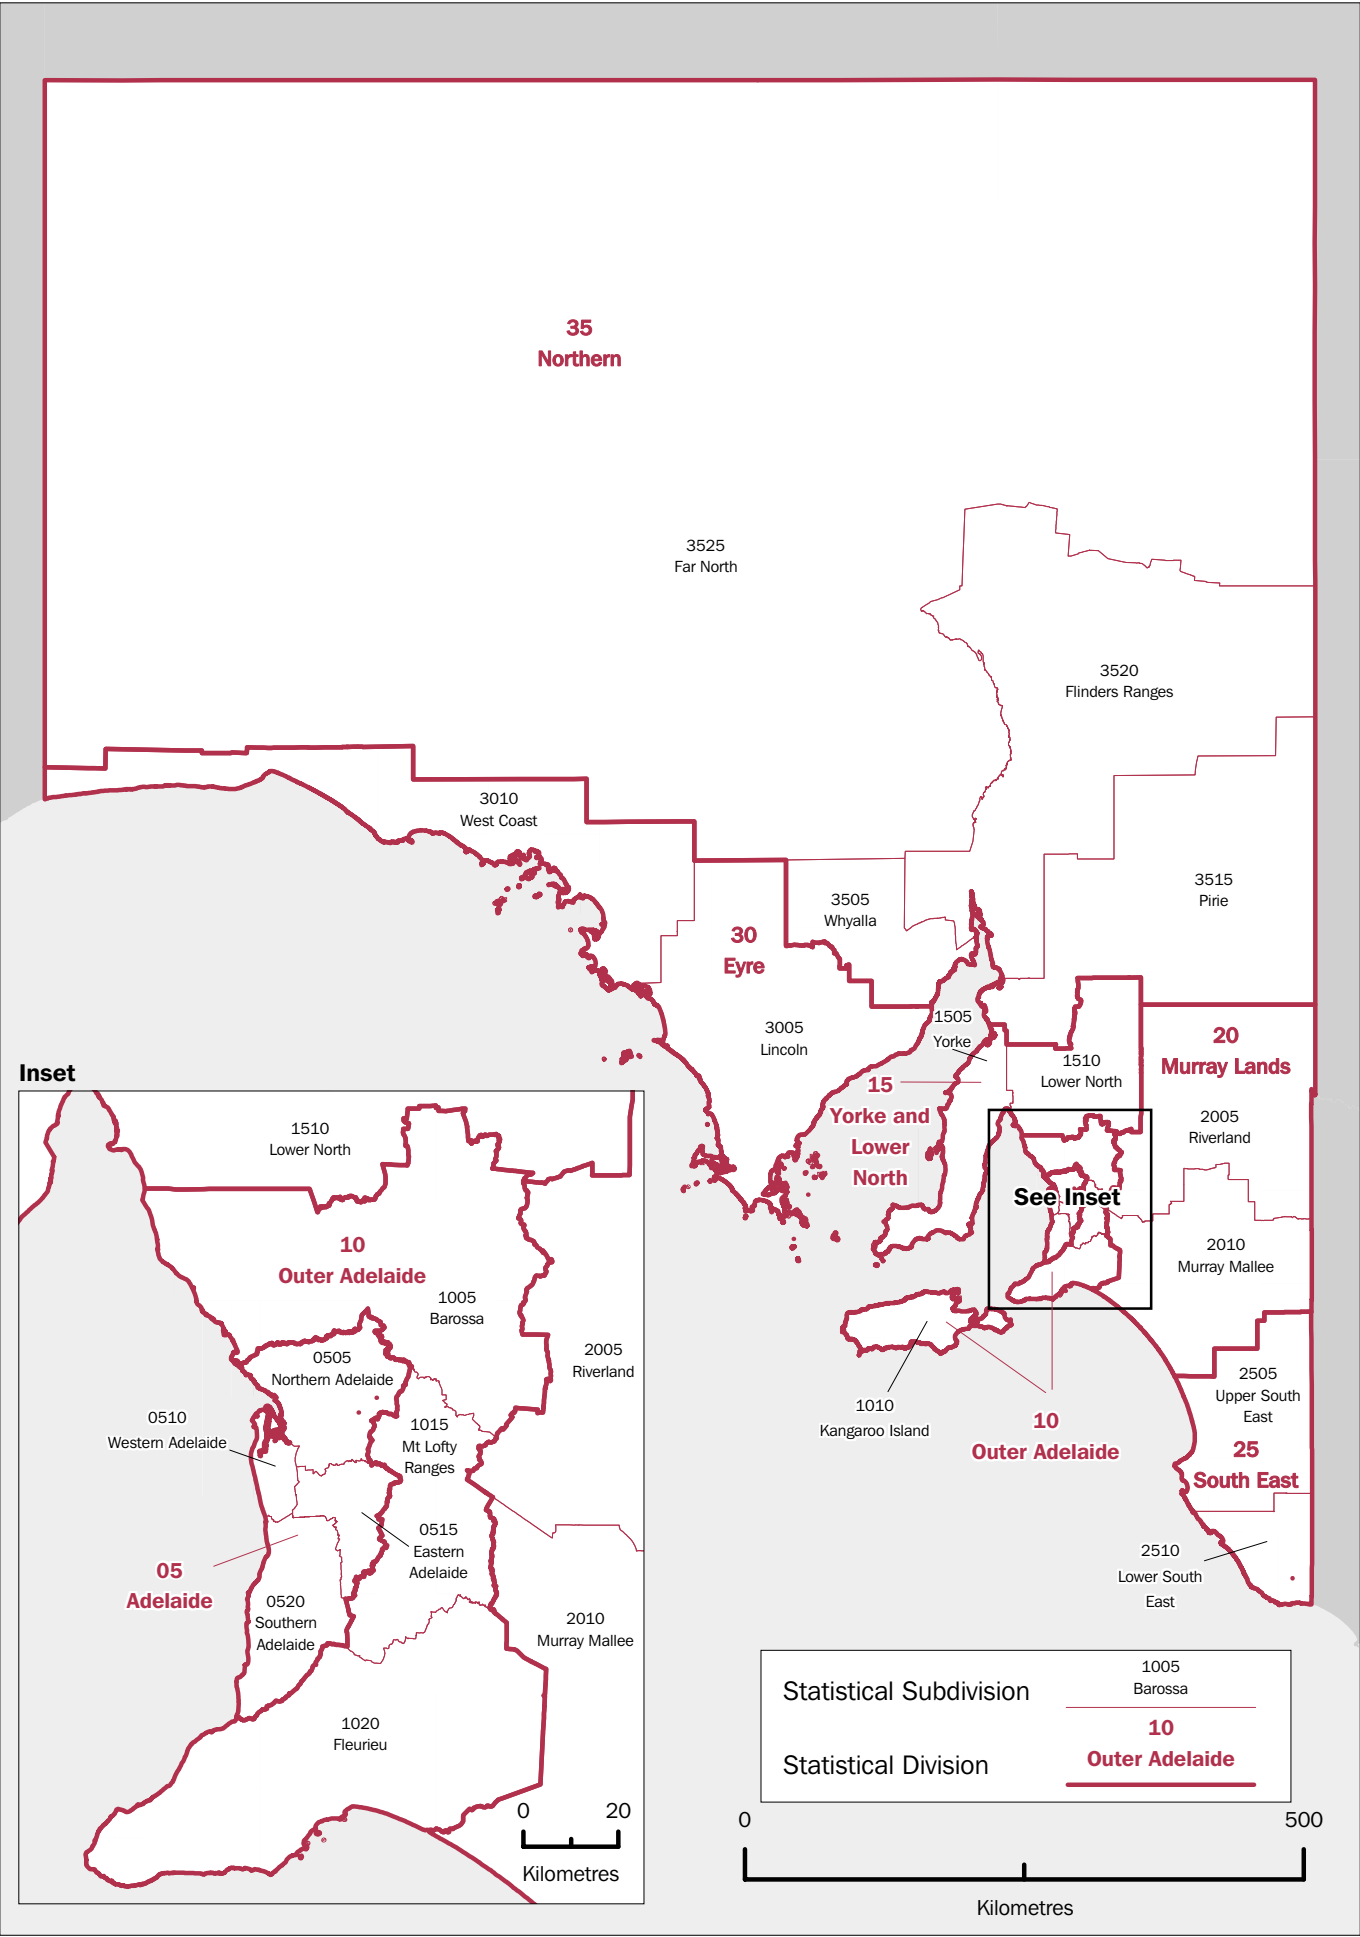 35
Northern
3525
Far North
3520
Flinders Ranges
3010
West Coast
3505
Whyalla
3515
Pirie
30
Eyre
3005
Lincoln
1505
Yorke
1510
Lower North
20
Murray Lands
15
Yorke and
Lower
North
2005
Riverland
See Inset
2010
Murray Mallee
1010
Kangaroo Island
10
Outer Adelaide
2505
Upper South
East
25
South East
2510
Lower South
East
Inset
1510
Lower North
10
Outer Adelaide
1005
Barossa
2005
Riverland
0505
Northern Adelaide
0510
Western Adelaide
1015
Mt Lofty
Ranges
0515
Eastern
Adelaide
05
Adelaide
0520
Southern
Adelaide
2010
Murray Mallee
1020
Fleurieu
0 20
Kilometres
Statistical Subdivision
1005
Barossa
Statistical Division
10
Outer Adelaide
0 500
Kilometres